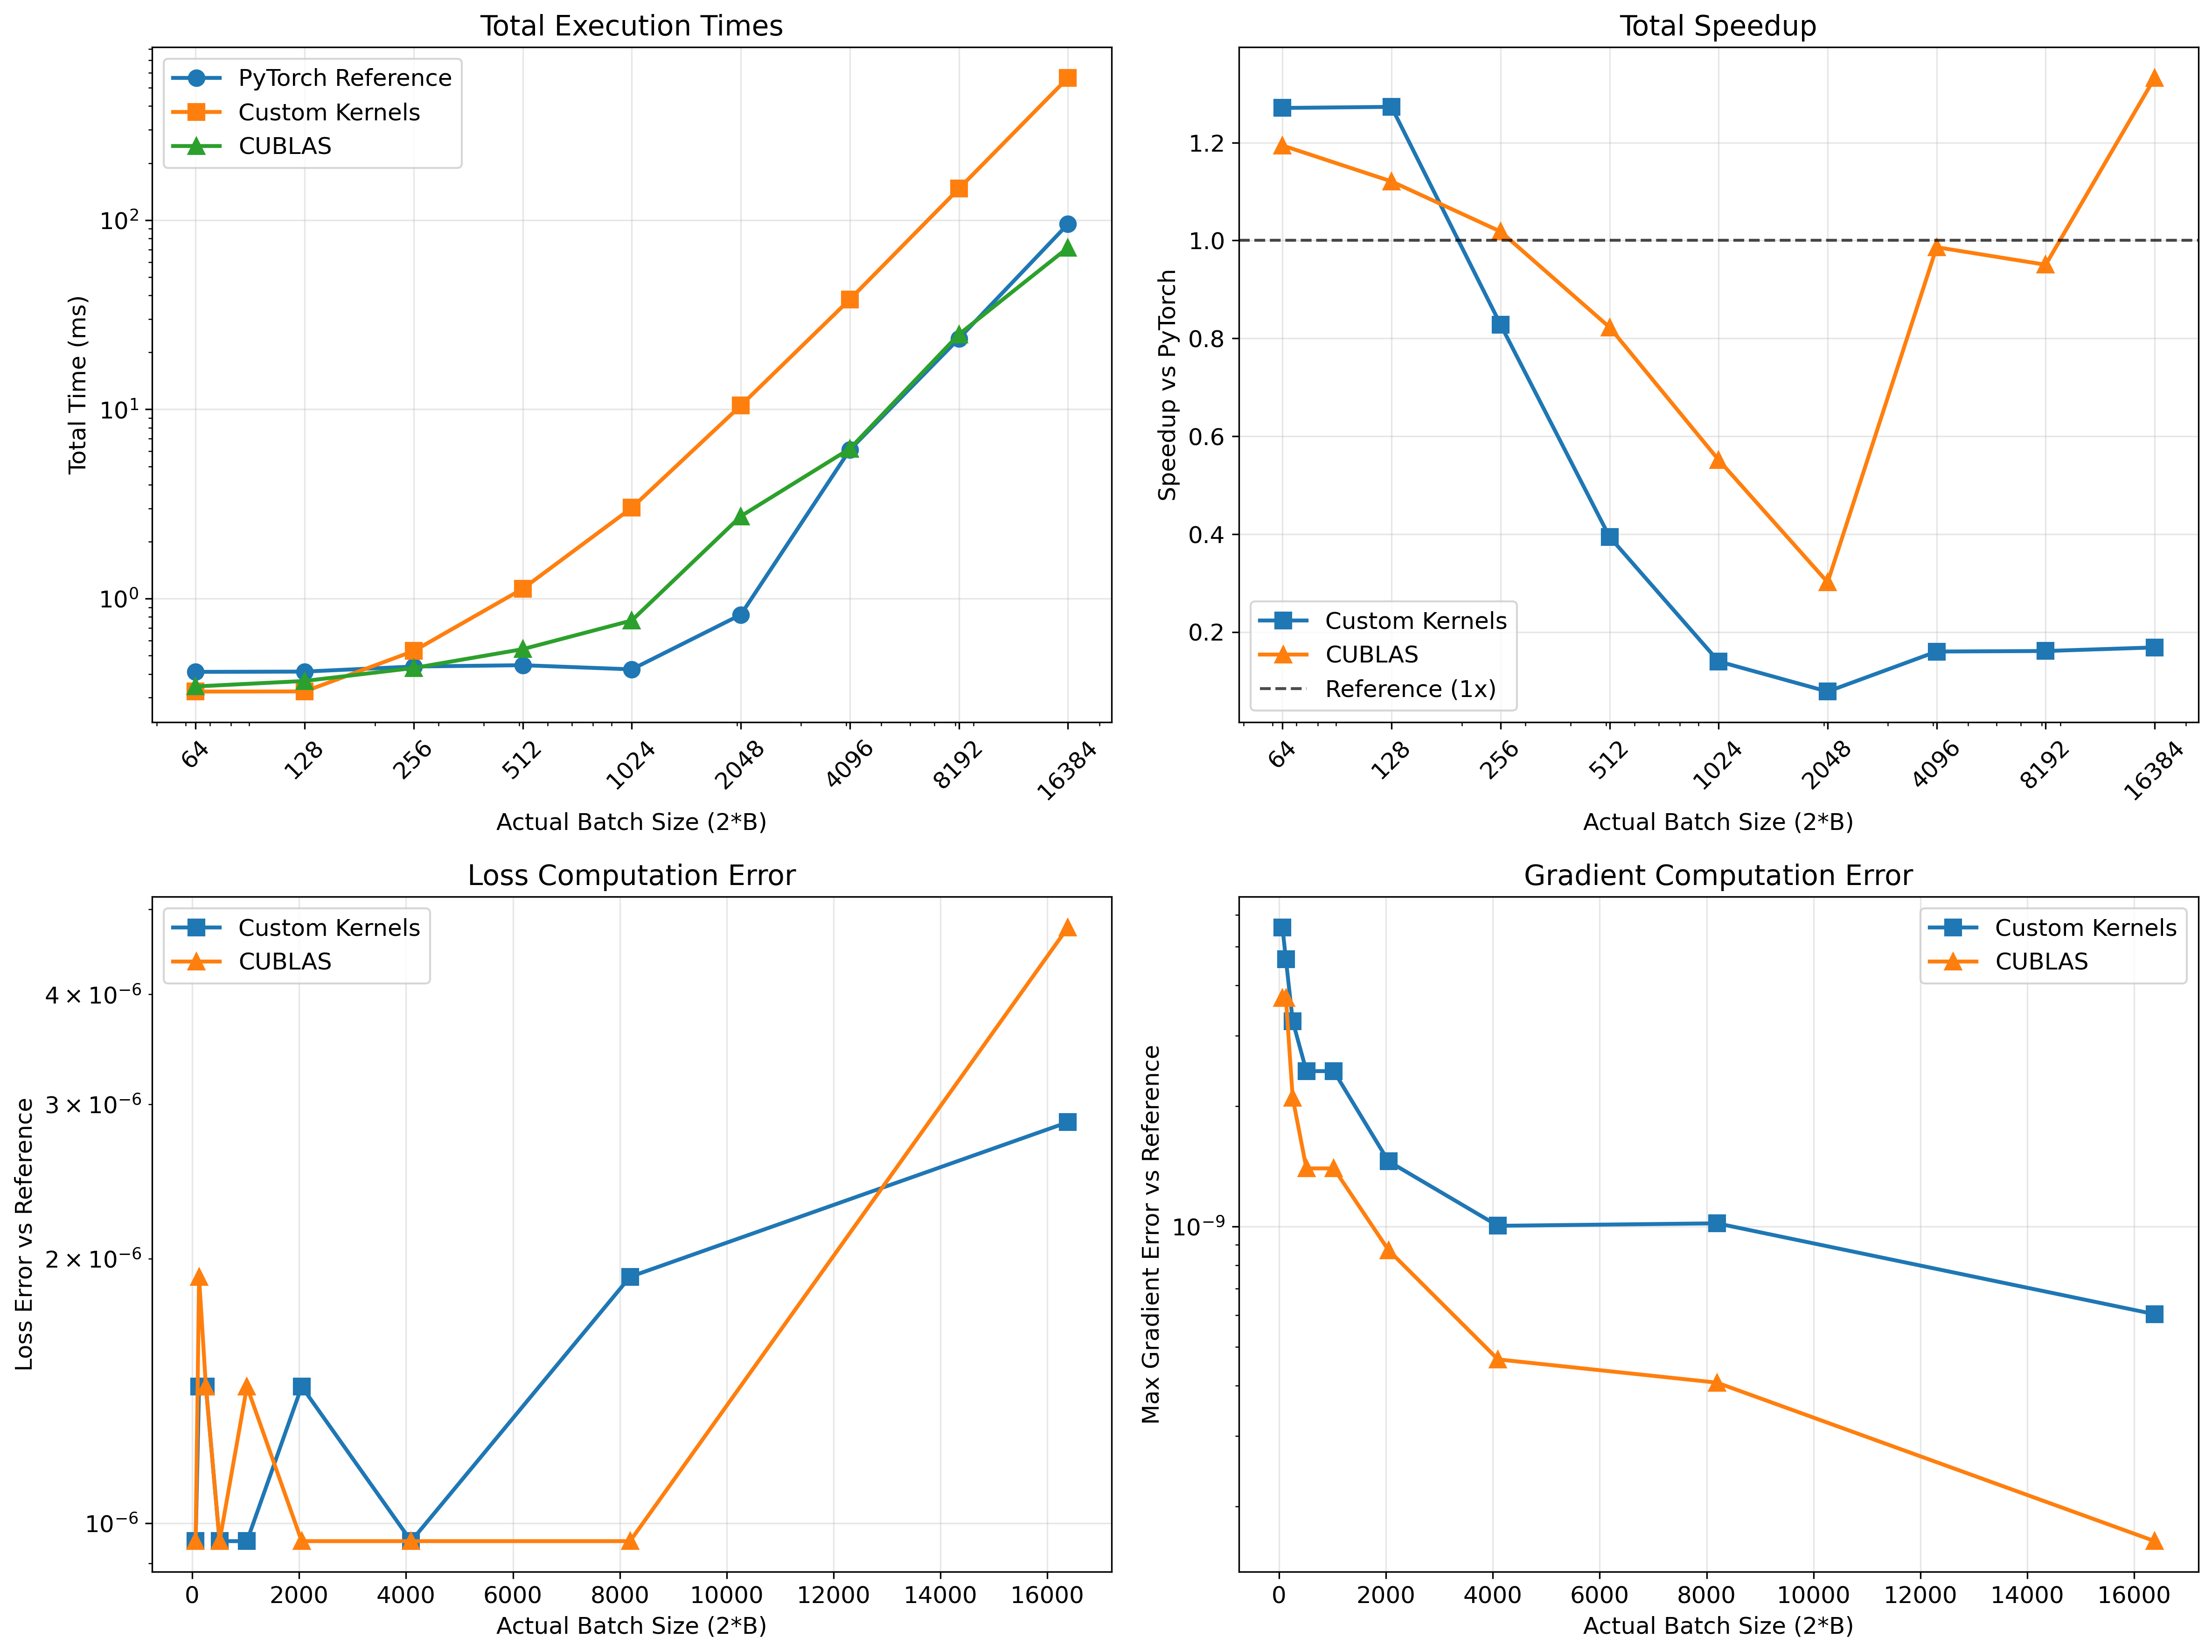 Total Execution Times
PyTorch Reference
Custom Kernels
CUBLAS
Total Time (ms)
10²
10¹
10⁰
64 128 256 512 1024 2048 4096 8192 16384
Actual Batch Size (2*B)
Total Speedup
Speedup vs PyTorch
1.2
1.0
0.8
0.6
0.4
0.2
Custom Kernels
CUBLAS
Reference (1x)
64 128 256 512 1024 2048 4096 8192 16384
Actual Batch Size (2*B)
Loss Computation Error
Custom Kernels
CUBLAS
Loss Error vs Reference
4 × 10⁻⁶
3 × 10⁻⁶
2 × 10⁻⁶
10⁻⁶
0 2000 4000 6000 8000 10000 12000 14000 16000
Actual Batch Size (2*B)
Gradient Computation Error
Custom Kernels
CUBLAS
Max Gradient Error vs Reference
10⁻⁹
0 2000 4000 6000 8000 10000 12000 14000 16000
Actual Batch Size (2*B)